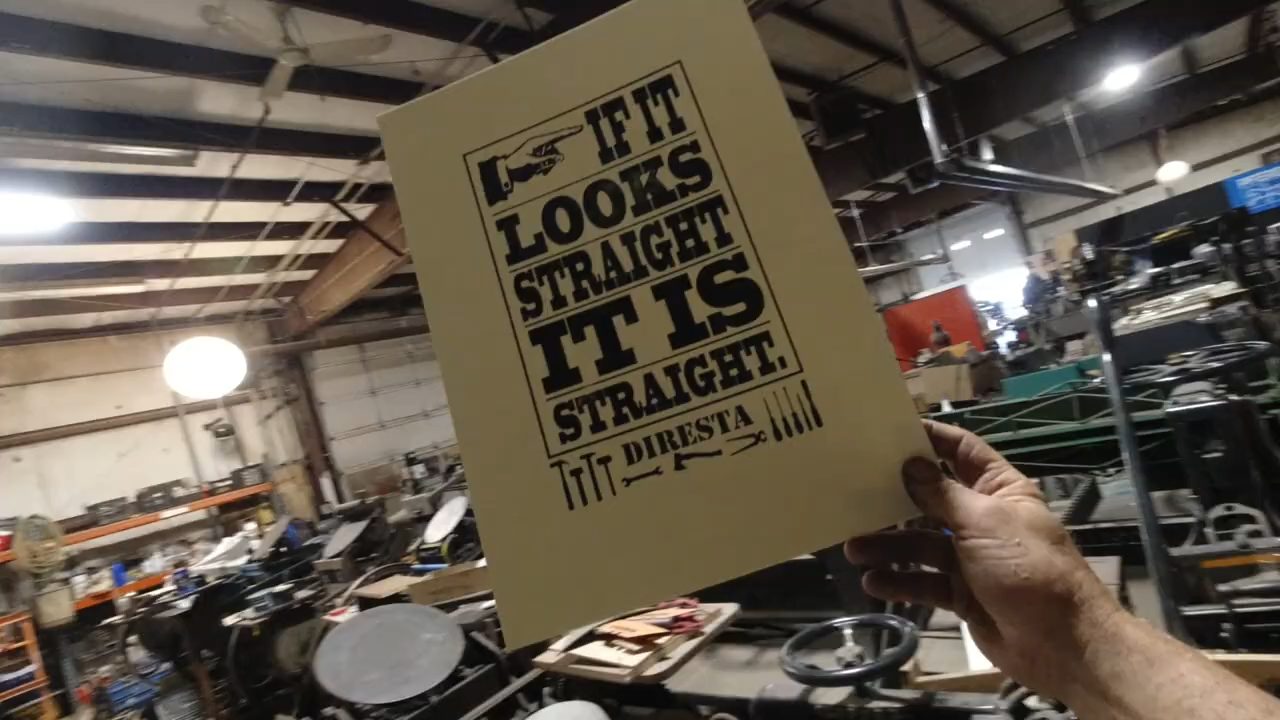 IF IT
LOOKS
STRAIGHT
IT IS
STRAIGHT.
DIRESTA